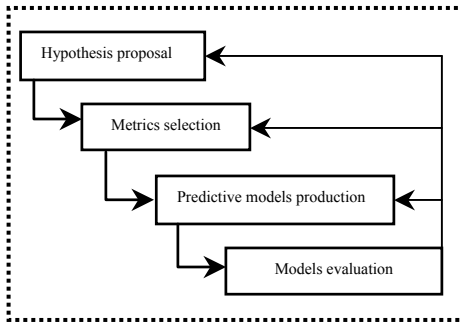 Hypothesis proposal
Metrics selection
Predictive models production
Models evaluation